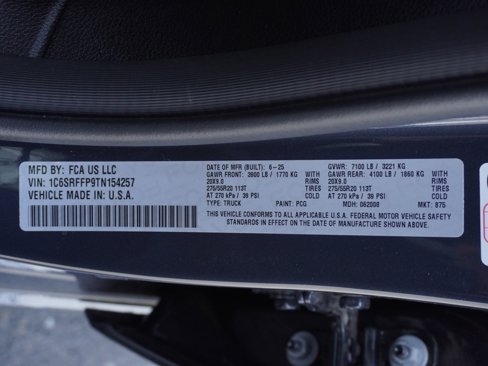 MFD BY: FCA US LLC
VIN: 1C6SRFFP9TN154257
VEHICLE MADE IN: U.S.A.
DATE OF MFR (BUILT): 6-25 GVWR: 7100 LB / 3221 KG
GAWR FRONT: 3900 LB / 1770 KG WITH GAWR REAR: 4100 LB / 1860 KG WITH
20X9.0 RIMS 20X9.0 RIMS
275/55R20 113T TIRES 275/55R20 113T TIRES
AT 270 kPa / 39 PSI COLD AT 270 kPa / 39 PSI COLD
TYPE: TRUCK PAINT: PCG MDH: 062008 MKT: 875
THIS VEHICLE CONFORMS TO ALL APPLICABLE U.S.A. FEDERAL MOTOR VEHICLE SAFETY
STANDARDS IN EFFECT ON THE DATE OF MANUFACTURE SHOWN ABOVE.